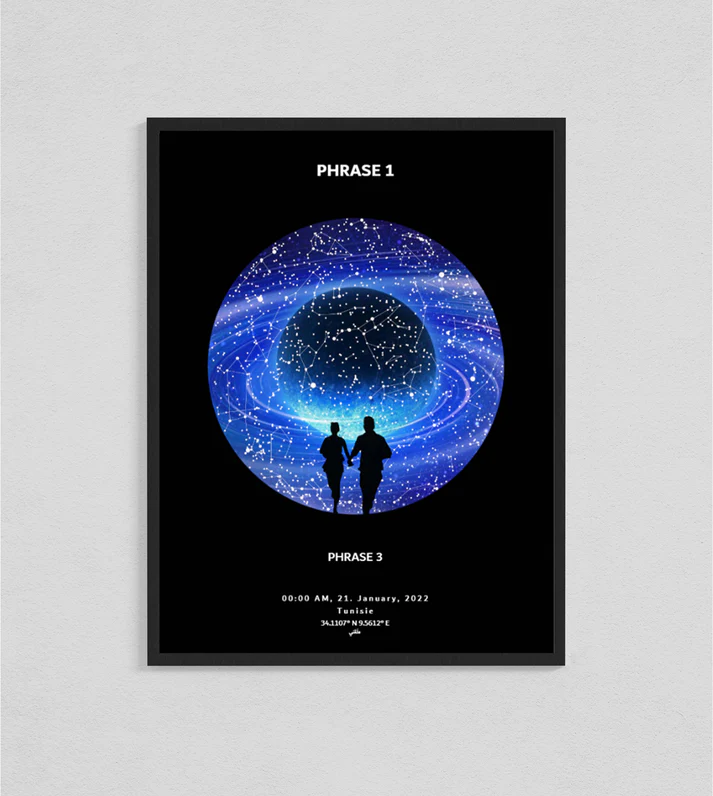 PHRASE 1
PHRASE 3
00:00 AM, 21. January, 2022
Tunisie
34.1107° N 9.5612° E